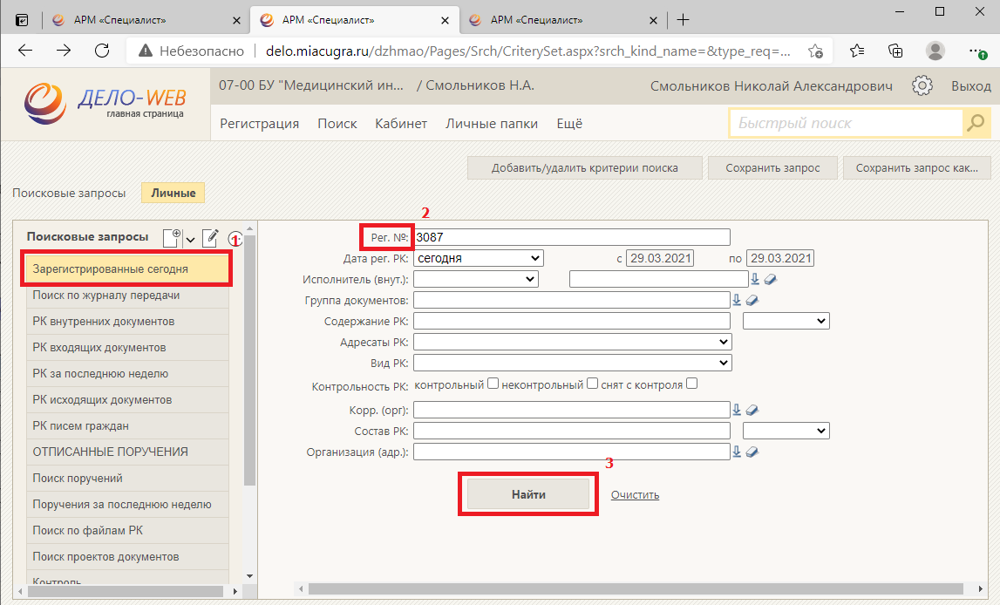 АРМ «Специалист»
АРМ «Специалист»
АРМ «Специалист»
Небезопасно
delo.miacugra.ru/dzhmao/Pages/Srch/CriterySet.aspx?srch_kind_name=&type_req=...
ДЕЛО-WEB
главная страница
07-00 БУ "Медицинский ин... / Смольников Н.А.
Смольников Николай Александрович
Выход
Регистрация Поиск Кабинет Личные папки Ещё
Быстрый поиск
Добавить/удалить критерии поиска
Сохранить запрос
Сохранить запрос как...
Поисковые запросы
Личные
Поисковые запросы
1
Зарегистрированные сегодня
Поиск по журналу передачи
РК внутренних документов
РК входящих документов
РК за последнюю неделю
РК исходящих документов
РК писем граждан
ОТПИСАННЫЕ ПОРУЧЕНИЯ
Поиск поручений
Поручения за последнюю неделю
Поиск по файлам РК
Поиск проектов документов
Контроль
2
Рег. №: 3087
Дата рег. РК: сегодня с 29.03.2021 по 29.03.2021
Исполнитель (внут.):
Группа документов:
Содержание РК:
Адресаты РК:
Вид РК:
Контрольность РК: контрольный неконтрольный снят с контроля
Корр. (орг):
Состав РК:
Организация (адр.):
3
Найти
Очистить